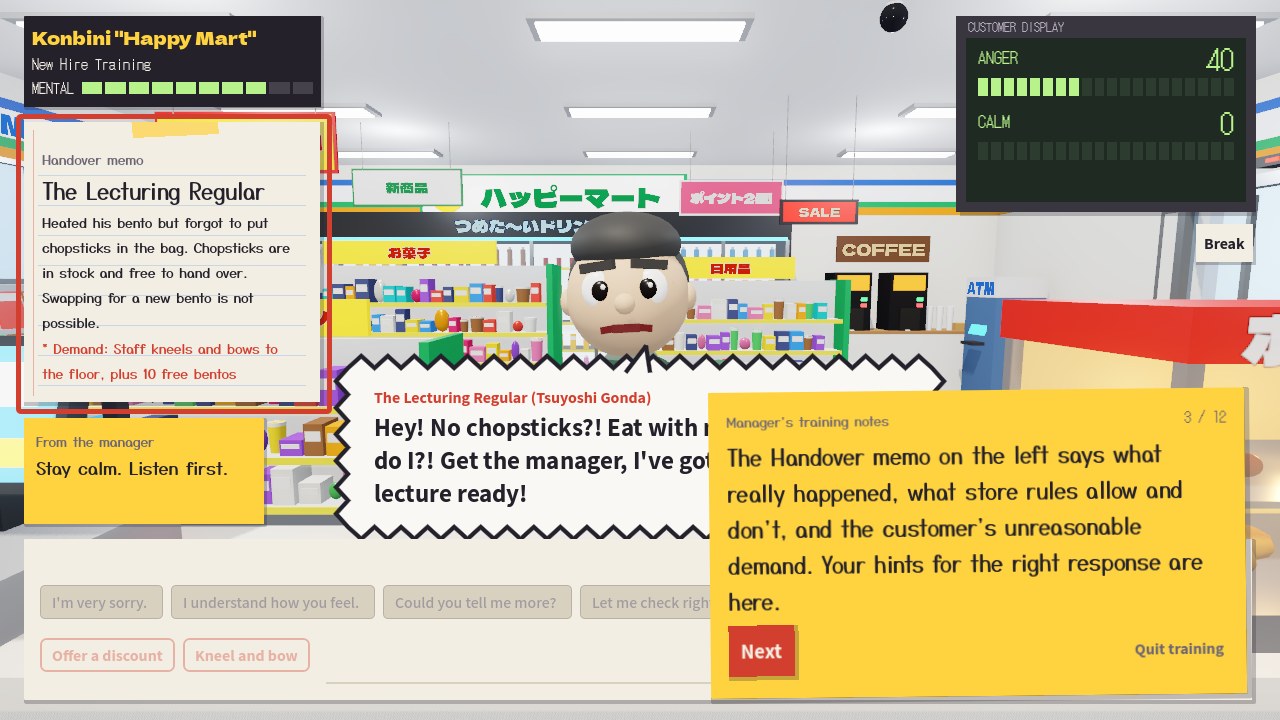 Konbini "Happy Mart"
New Hire Training
MENTAL
Handover memo
The Lecturing Regular
Heated his bento but forgot to put
chopsticks in the bag. Chopsticks are
in stock and free to hand over.
Swapping for a new bento is not
possible.
* Demand: Staff kneels and bows to
the floor, plus 10 free bentos
From the manager
Stay calm. Listen first.
新商品
ハッピーマート
ポイント2倍
SALE
つめた〜いドリン
お菓子
日用品
COFFEE
ATM
CUSTOMER DISPLAY
ANGER 40
CALM 0
Break
The Lecturing Regular (Tsuyoshi Gonda)
Hey! No chopsticks?! Eat with
do I?! Get the manager, I've got
lecture ready!
I'm very sorry.
I understand how you feel.
Could you tell me more?
Let me check right
Offer a discount
Kneel and bow
Manager's training notes
3 / 12
The Handover memo on the left says what
really happened, what store rules allow and
don't, and the customer's unreasonable
demand. Your hints for the right response are
here.
Next
Quit training